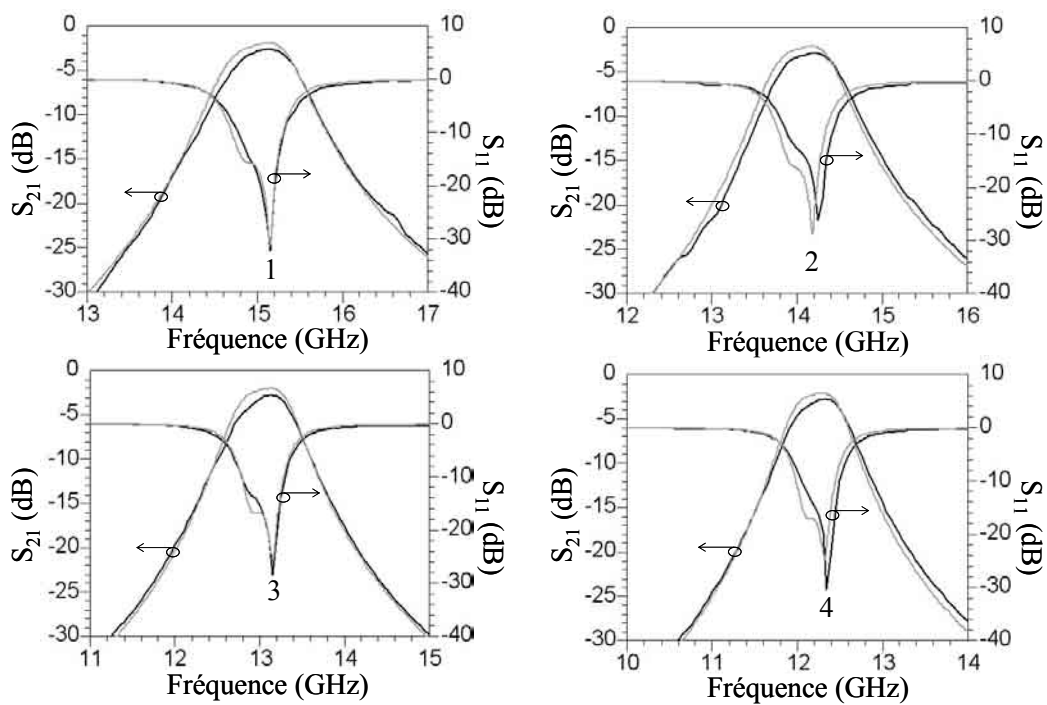 0 10 0 10
-5 0 -5 0
-10 -10 -10 -10
-15 -15
-20 -20 -20 -20
-25 -30 -25 -30
-30 -40 -30 -40
S21 (dB) S11 (dB) S21 (dB) S11 (dB)
1 2
13 14 15 16 17 12 13 14 15 16
Fréquence (GHz) Fréquence (GHz)
0 10 0 10
-5 0 -5 0
-10 -10 -10 -10
-15 -15
-20 -20 -20 -20
-25 -30 -25 -30
-30 -40 -30 -40
S21 (dB) S11 (dB) S21 (dB) S11 (dB)
3 4
11 12 13 14 15 10 11 12 13 14
Fréquence (GHz) Fréquence (GHz)